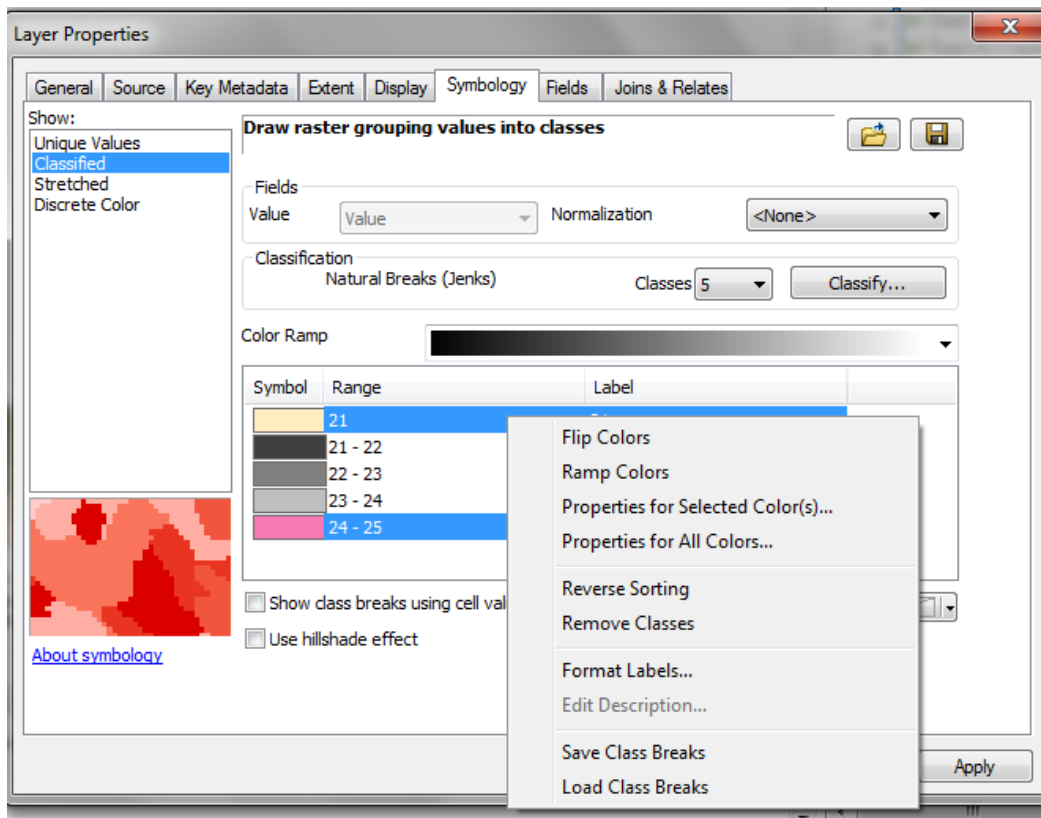 Layer Properties
X
General Source Key Metadata Extent Display Symbology Fields Joins & Relates
Show:
Unique Values
Classified
Stretched
Discrete Color
Draw raster grouping values into classes
Fields
Value Value Normalization <None>
Classification
Natural Breaks (Jenks) Classes 5 Classify...
Color Ramp
Symbol Range Label
21
21 - 22
22 - 23
23 - 24
24 - 25
Flip Colors
Ramp Colors
Properties for Selected Color(s)...
Properties for All Colors...
Reverse Sorting
Remove Classes
Format Labels...
Edit Description...
Save Class Breaks
Load Class Breaks
Show class breaks using cell val
Use hillshade effect
About symbology
Apply